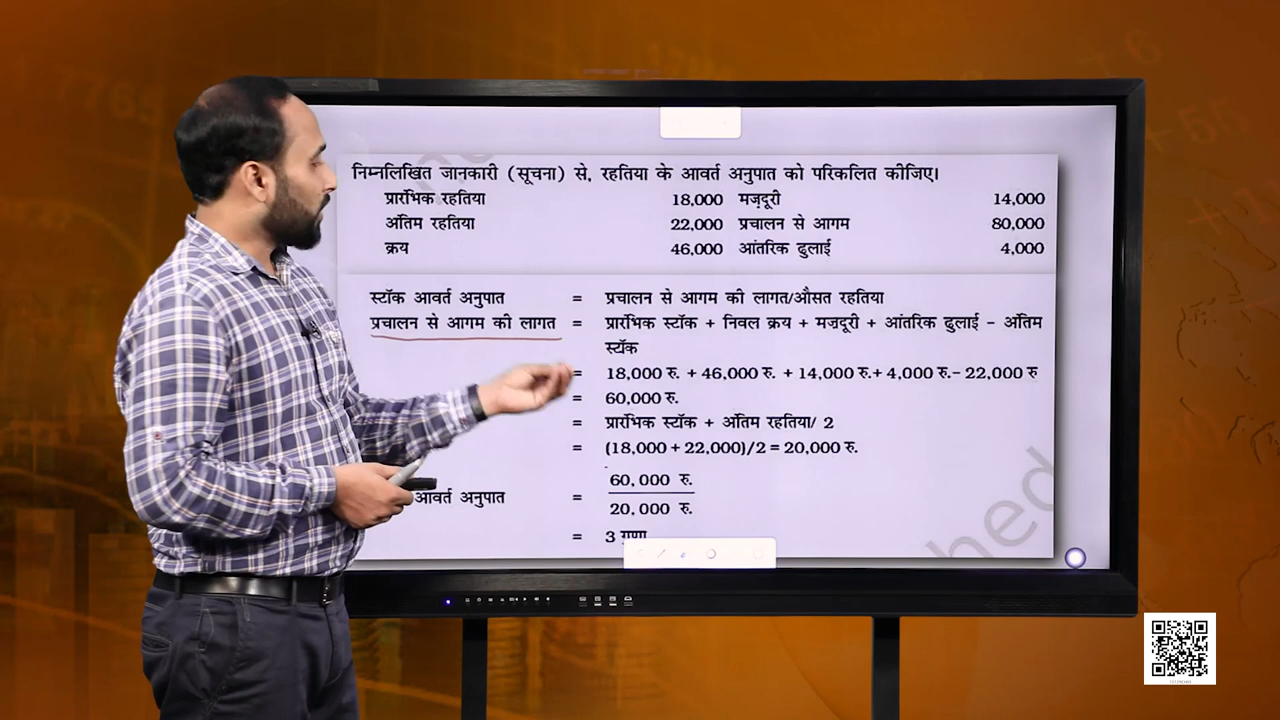 निम्नलिखित जानकारी (सूचना) से, रहतिया के आवर्त अनुपात को परिकलित कीजिए।
प्रारंभिक रहतिया 18,000 मज़दूरी 14,000
अंतिम रहतिया 22,000 प्रचालन से आगम 80,000
क्रय 46,000 आंतरिक ढुलाई 4,000
स्टॉक आवर्त अनुपात = प्रचालन से आगम की लागत/औसत रहतिया
प्रचालन से आगम की लागत = प्रारंभिक स्टॉक + निवल क्रय + मज़दूरी + आंतरिक ढुलाई – अंतिम
स्टॉक
= 18,000 रु. + 46,000 रु. + 14,000 रु.+ 4,000 रु.– 22,000 रु
= 60,000 रु.
= प्रारंभिक स्टॉक + अंतिम रहतिया/ 2
= (18,000 + 22,000)/2 = 20,000 रु.
60,000 रु.
आवर्त अनुपात =
20,000 रु.
= 3 गुणा
hed